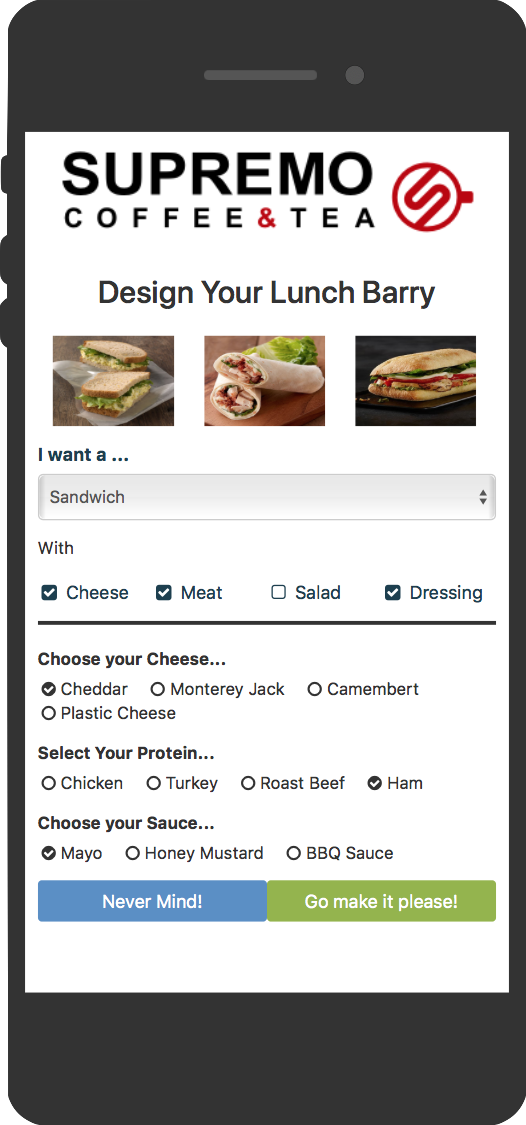 SUPREMO
COFFEE&TEA
Design Your Lunch Barry
I want a ...
Sandwich
With
Cheese Meat Salad Dressing
Choose your Cheese...
Cheddar Monterey Jack Camembert
Plastic Cheese
Select Your Protein...
Chicken Turkey Roast Beef Ham
Choose your Sauce...
Mayo Honey Mustard BBQ Sauce
Never Mind! Go make it please!